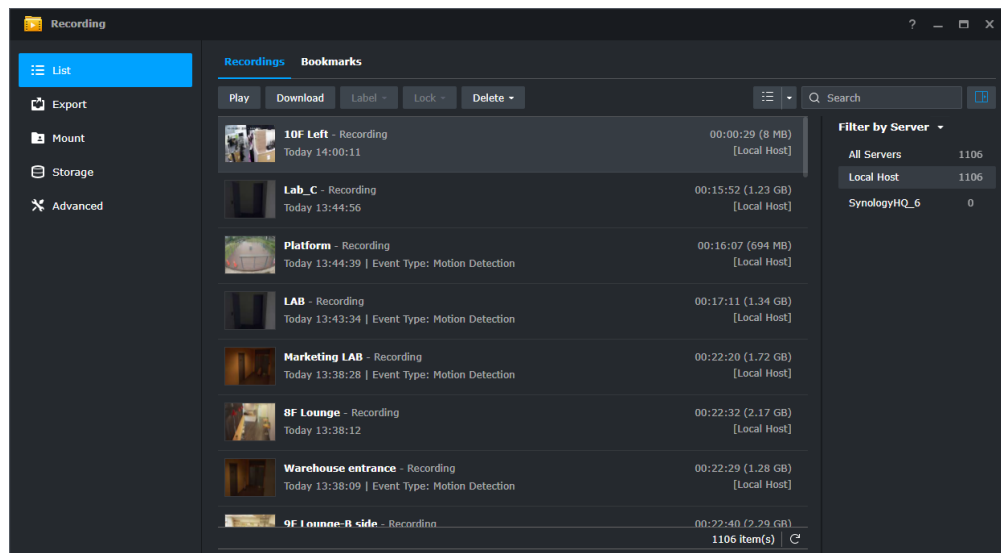 Recording
List
Export
Mount
Storage
Advanced
Recordings Bookmarks
Play Download Label Lock Delete Search
10F Left - Recording 00:00:29 (8 MB)
Today 14:00:11 [Local Host]
Lab_C - Recording 00:15:52 (1.23 GB)
Today 13:44:56 [Local Host]
Platform - Recording 00:16:07 (694 MB)
Today 13:44:39 | Event Type: Motion Detection [Local Host]
LAB - Recording 00:17:11 (1.34 GB)
Today 13:43:34 | Event Type: Motion Detection [Local Host]
Marketing LAB - Recording 00:22:20 (1.72 GB)
Today 13:38:28 | Event Type: Motion Detection [Local Host]
8F Lounge - Recording 00:22:32 (2.17 GB)
Today 13:38:12 [Local Host]
Warehouse entrance - Recording 00:22:29 (1.28 GB)
Today 13:38:09 | Event Type: Motion Detection [Local Host]
9F Lounge-B side - Recording 00:22:40 (2.29 GB)
1106 item(s)
Filter by Server
All Servers 1106
Local Host 1106
SynologyHQ_6 0